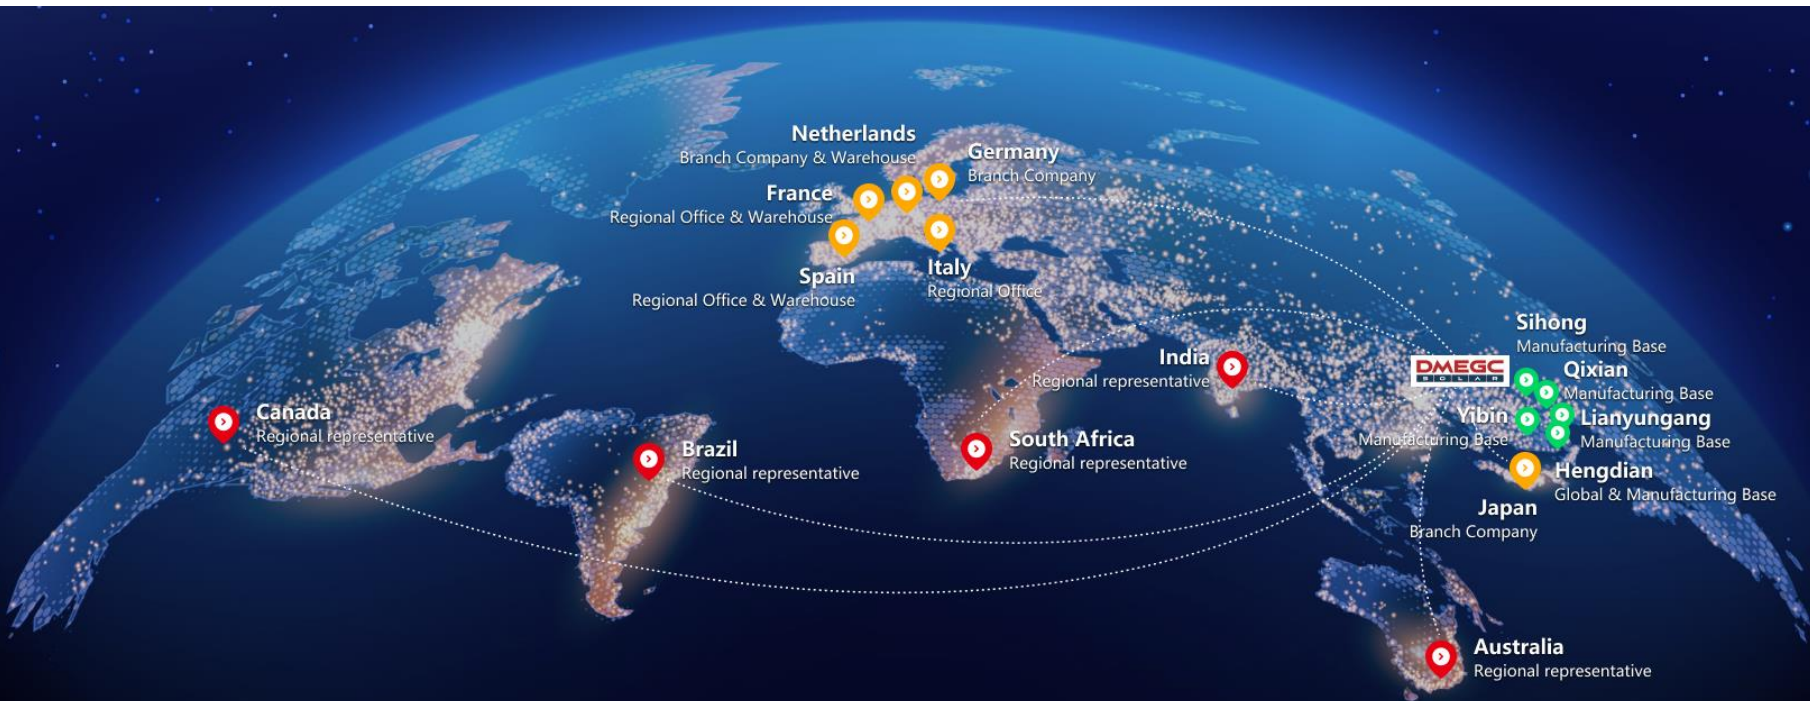 Netherlands
Branch Company & Warehouse
Germany
Branch Company
France
Regional Office & Warehouse
Spain
Regional Office & Warehouse
Italy
Regional Office
Sihong
Manufacturing Base
India
Regional representative
DMEGC
SOLAR
Qixian
Manufacturing Base
Canada
Regional representative
Yibin
Manufacturing Base
Lianyungang
Manufacturing Base
Brazil
Regional representative
South Africa
Regional representative
Hengdian
Global & Manufacturing Base
Japan
Branch Company
Australia
Regional representative